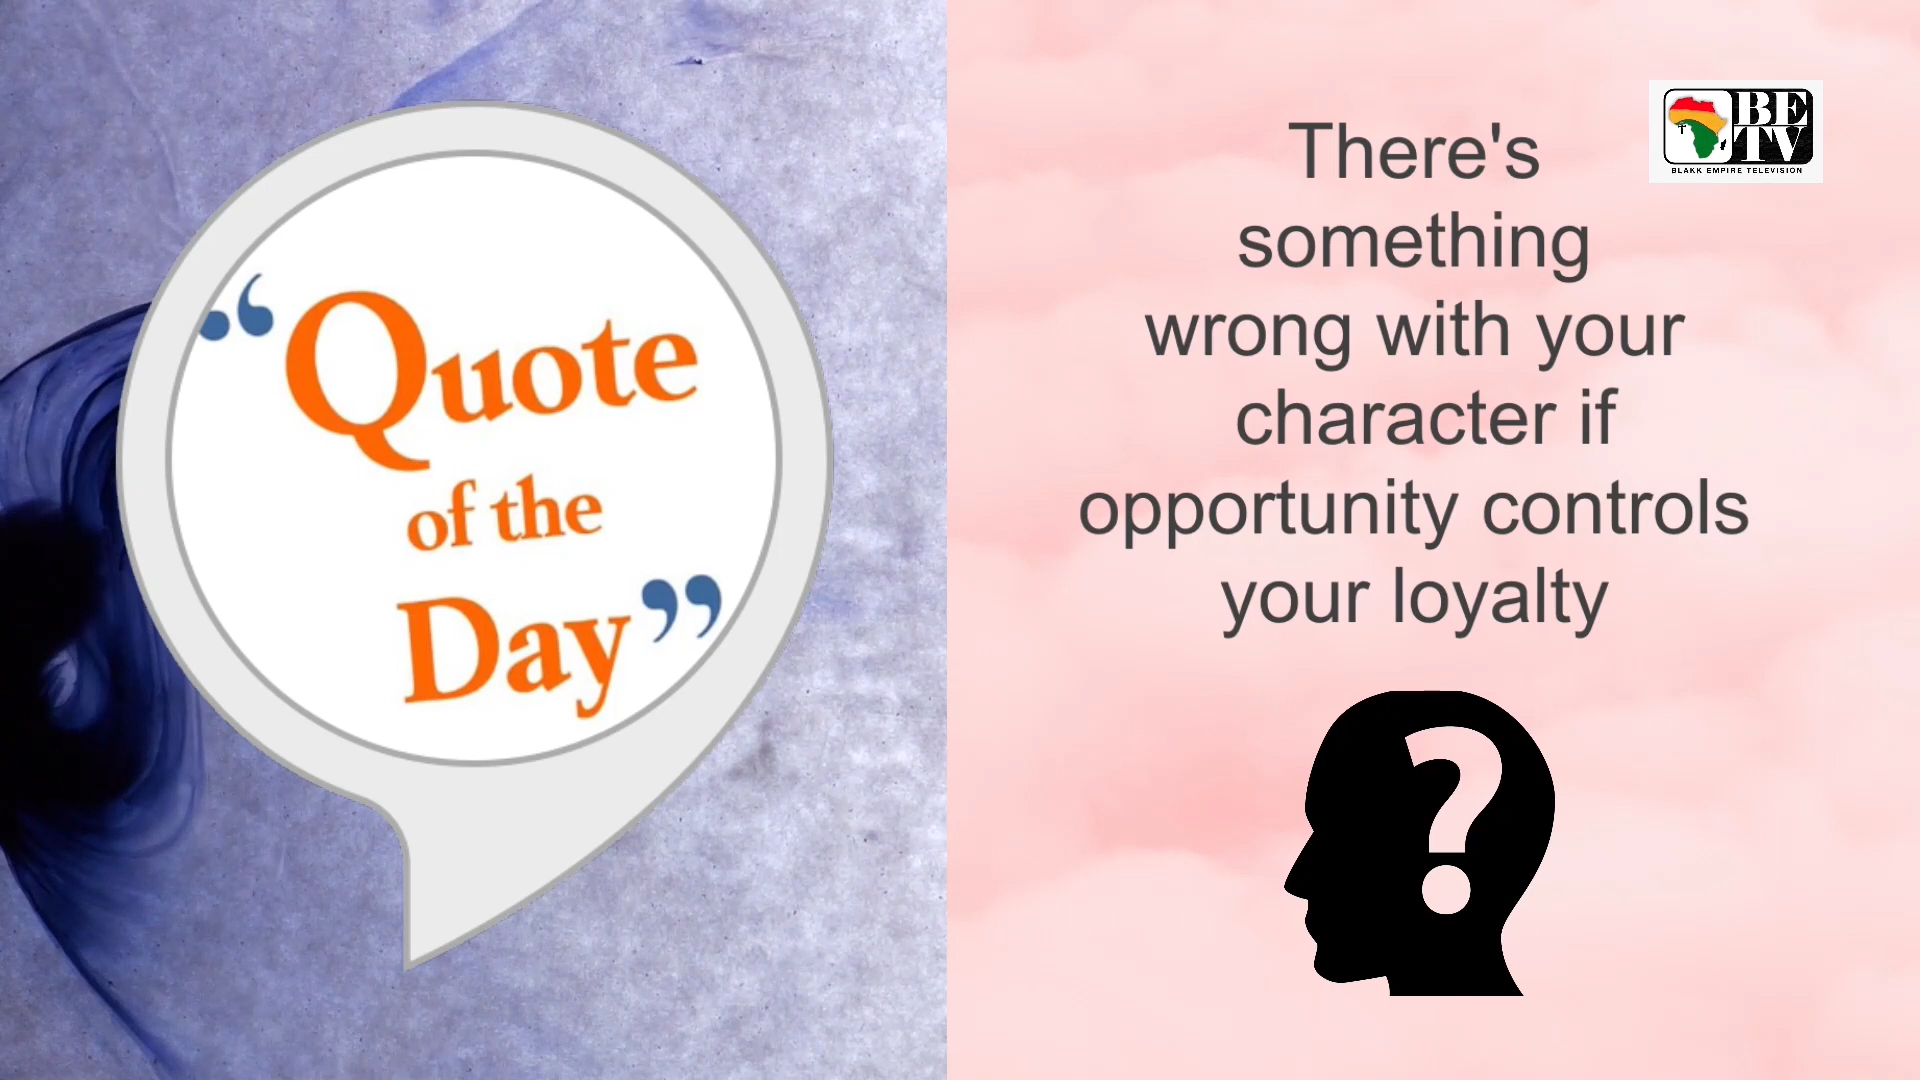 “Quote
of the
Day”
BE
TV
BLAKK EMPIRE TELEVISION
There's
something
wrong with your
character if
opportunity controls
your loyalty
?